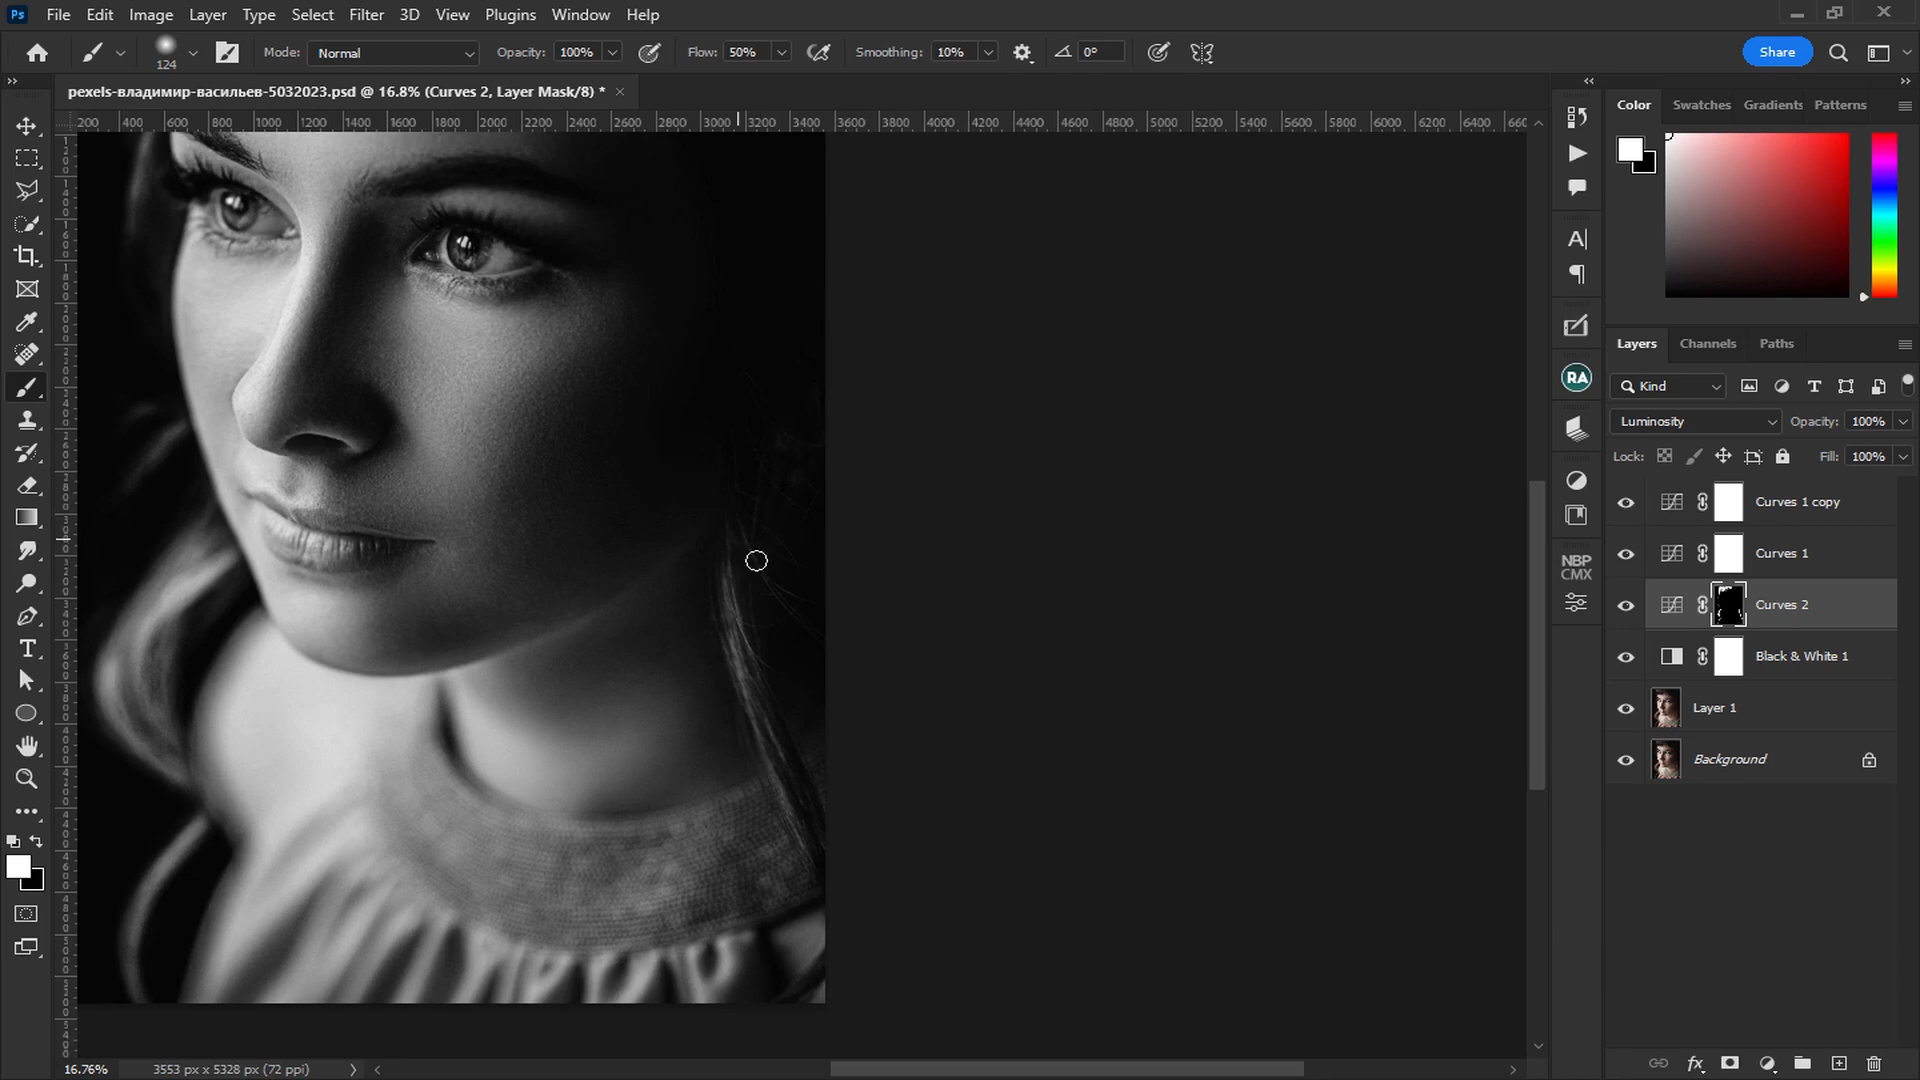 Ps File Edit Image Layer Type Select Filter 3D View Plugins Window Help
124 Mode: Normal Opacity: 100% Flow: 50% Smoothing: 10% 0° Share
pexels-владимир-васильев-5032023.psd @ 16.8% (Curves 2, Layer Mask/8) *
200 400 600 800 1000 1200 1400 1600 1800 2000 2200 2400 2600 2800 3000 3200 3400 3600 3800 4000 4200 4400 4600 4800 5000 5200 5400 5600 5800 6000 6200 6400 660
Color Swatches Gradients Patterns
A|
RA
NBP
CMX
Layers Channels Paths
Kind
Luminosity Opacity: 100%
Lock: Fill: 100%
Curves 1 copy
Curves 1
Curves 2
Black & White 1
Layer 1
Background
T
fx
16.76% 3553 px x 5328 px (72 ppi)